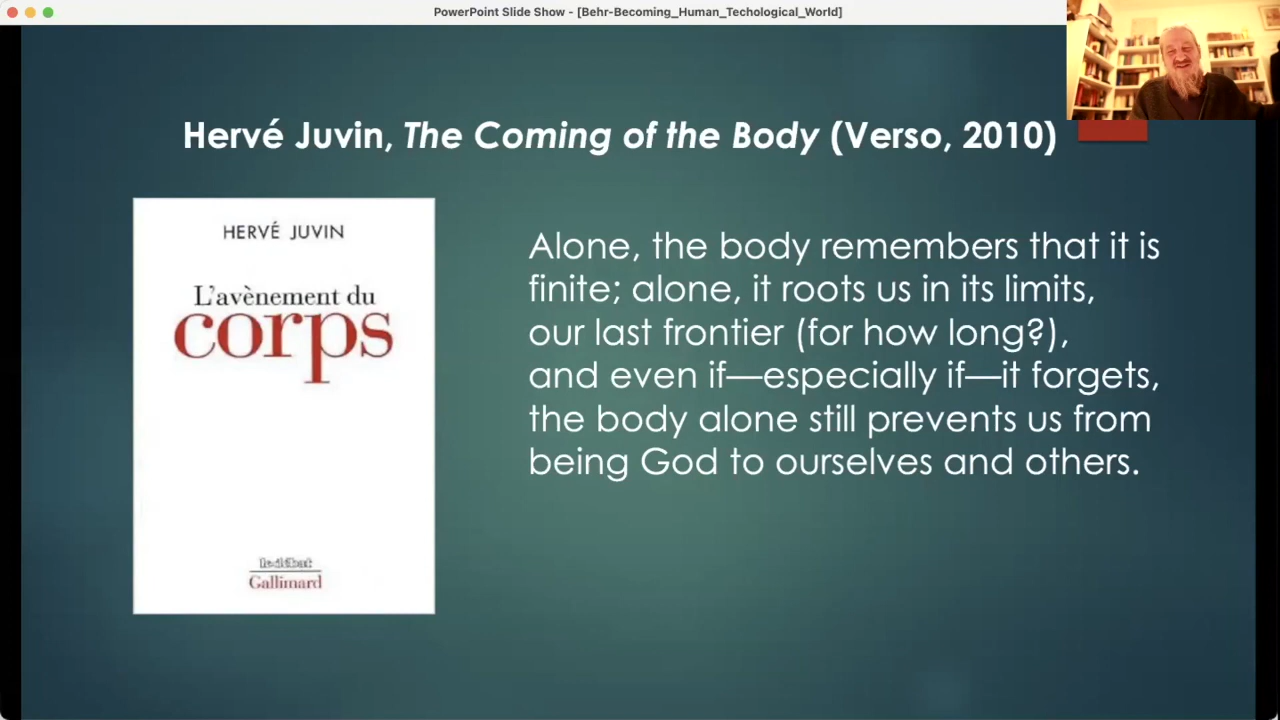 PowerPoint Slide Show - [Behr-Becoming_Human_Techological_World]
Hervé Juvin, The Coming of the Body (Verso, 2010)
HERVÉ JUVIN
L'avènement du
corps
le débat
Gallimard
Alone, the body remembers that it is
finite; alone, it roots us in its limits,
our last frontier (for how long?),
and even if—especially if—it forgets,
the body alone still prevents us from
being God to ourselves and others.